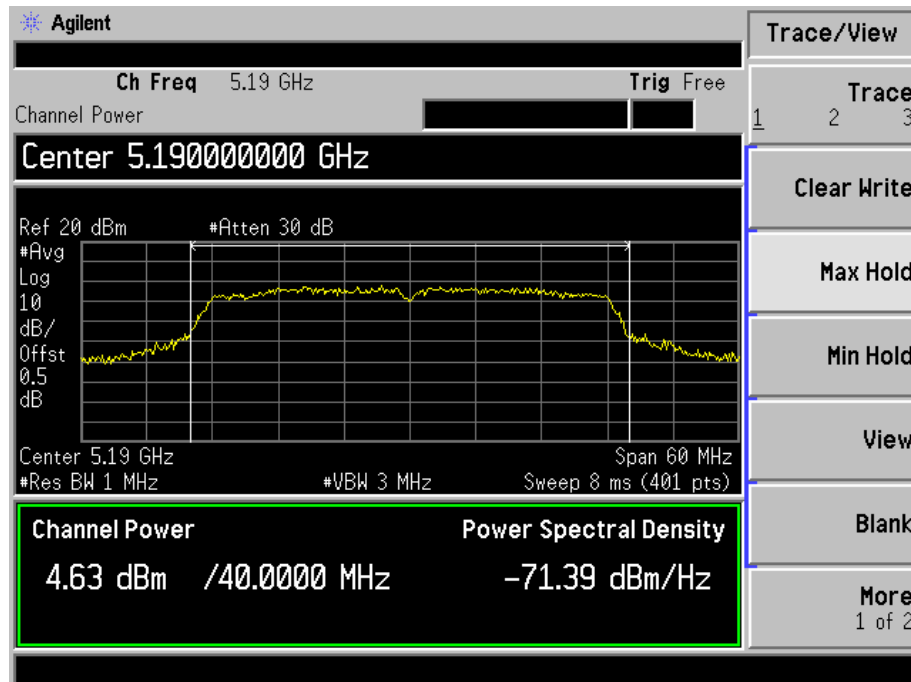 Agilent
Trace/View
Ch Freq 5.19 GHz Trig Free
Channel Power
Trace
1 2 3
Center 5.190000000 GHz
Clear Write
Ref 20 dBm #Atten 30 dB
#Avg
Log
10
dB/
Offst
0.5
dB
Max Hold
Min Hold
View
Center 5.19 GHz Span 60 MHz
#Res BW 1 MHz #VBW 3 MHz Sweep 8 ms (401 pts)
Channel Power Power Spectral Density
4.63 dBm /40.0000 MHz -71.39 dBm/Hz
Blank
More
1 of 2